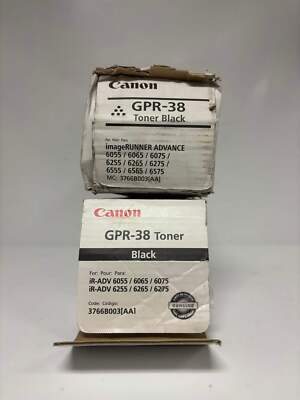 Canon
GPR-38
Toner Black
For: Pour: Para:
imageRUNNER ADVANCE
6055 / 6065 / 6075 /
6255 / 6265 / 6275 /
6555 / 6565 / 6575
MC: 3766B003[AA]
Canon
GPR-38 Toner
Black
For: Pour: Para:
iR-ADV 6055 / 6065 / 6075
iR-ADV 6255 / 6265 / 6275
Code: Código:
3766B003[AA]
GENUINE